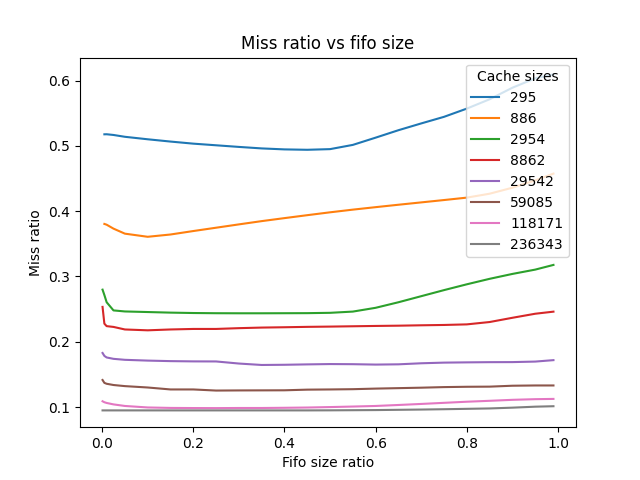 Miss ratio vs fifo size
Cache sizes
295
886
2954
8862
29542
59085
118171
236343
Miss ratio
0.6
0.5
0.4
0.3
0.2
0.1
0.0 0.2 0.4 0.6 0.8 1.0
Fifo size ratio